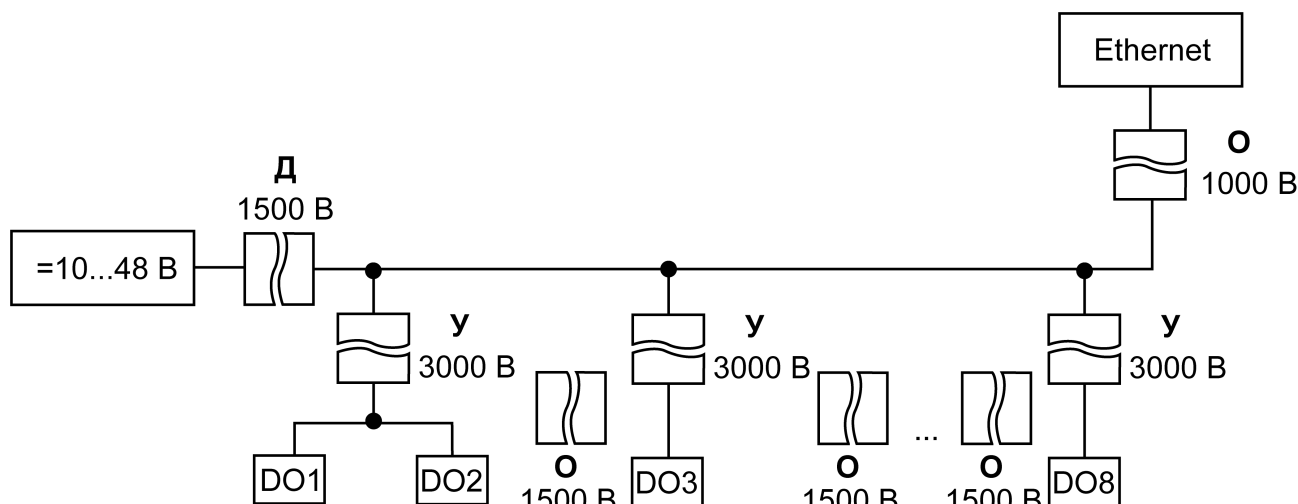 Ethernet
О
1000 В
Д
1500 В
=10...48 В
У
3000 В
У
3000 В
У
3000 В
...
DO1
DO2
О
1500 В
DO3
О
1500 В
О
1500 В
DO8